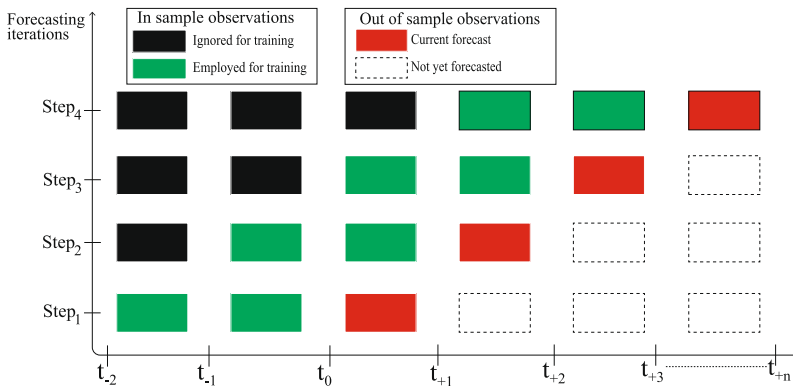 Forecasting
iterations
In sample observations
Ignored for training
Employed for training
Out of sample observations
Current forecast
Not yet forecasted
Step4
Step3
Step2
Step1
t-2
t-1
t0
t+1
t+2
t+3
t+n